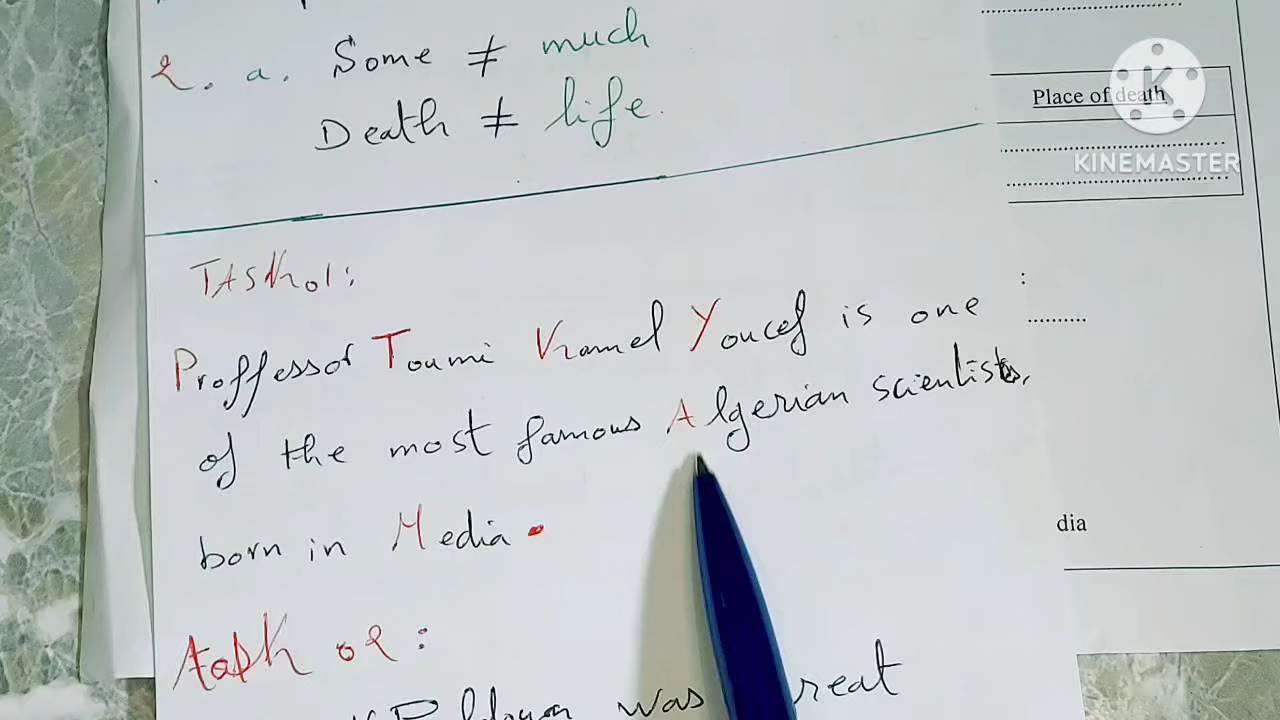 2. a. Some ≠ much
Death ≠ life.
Place of death
KINEMASTER
TASK01:
:
Proffessor Toumi Kamel Youcef is one
of the most famous Algerian scientists,
born in Media.
dia
task 02:
was reat